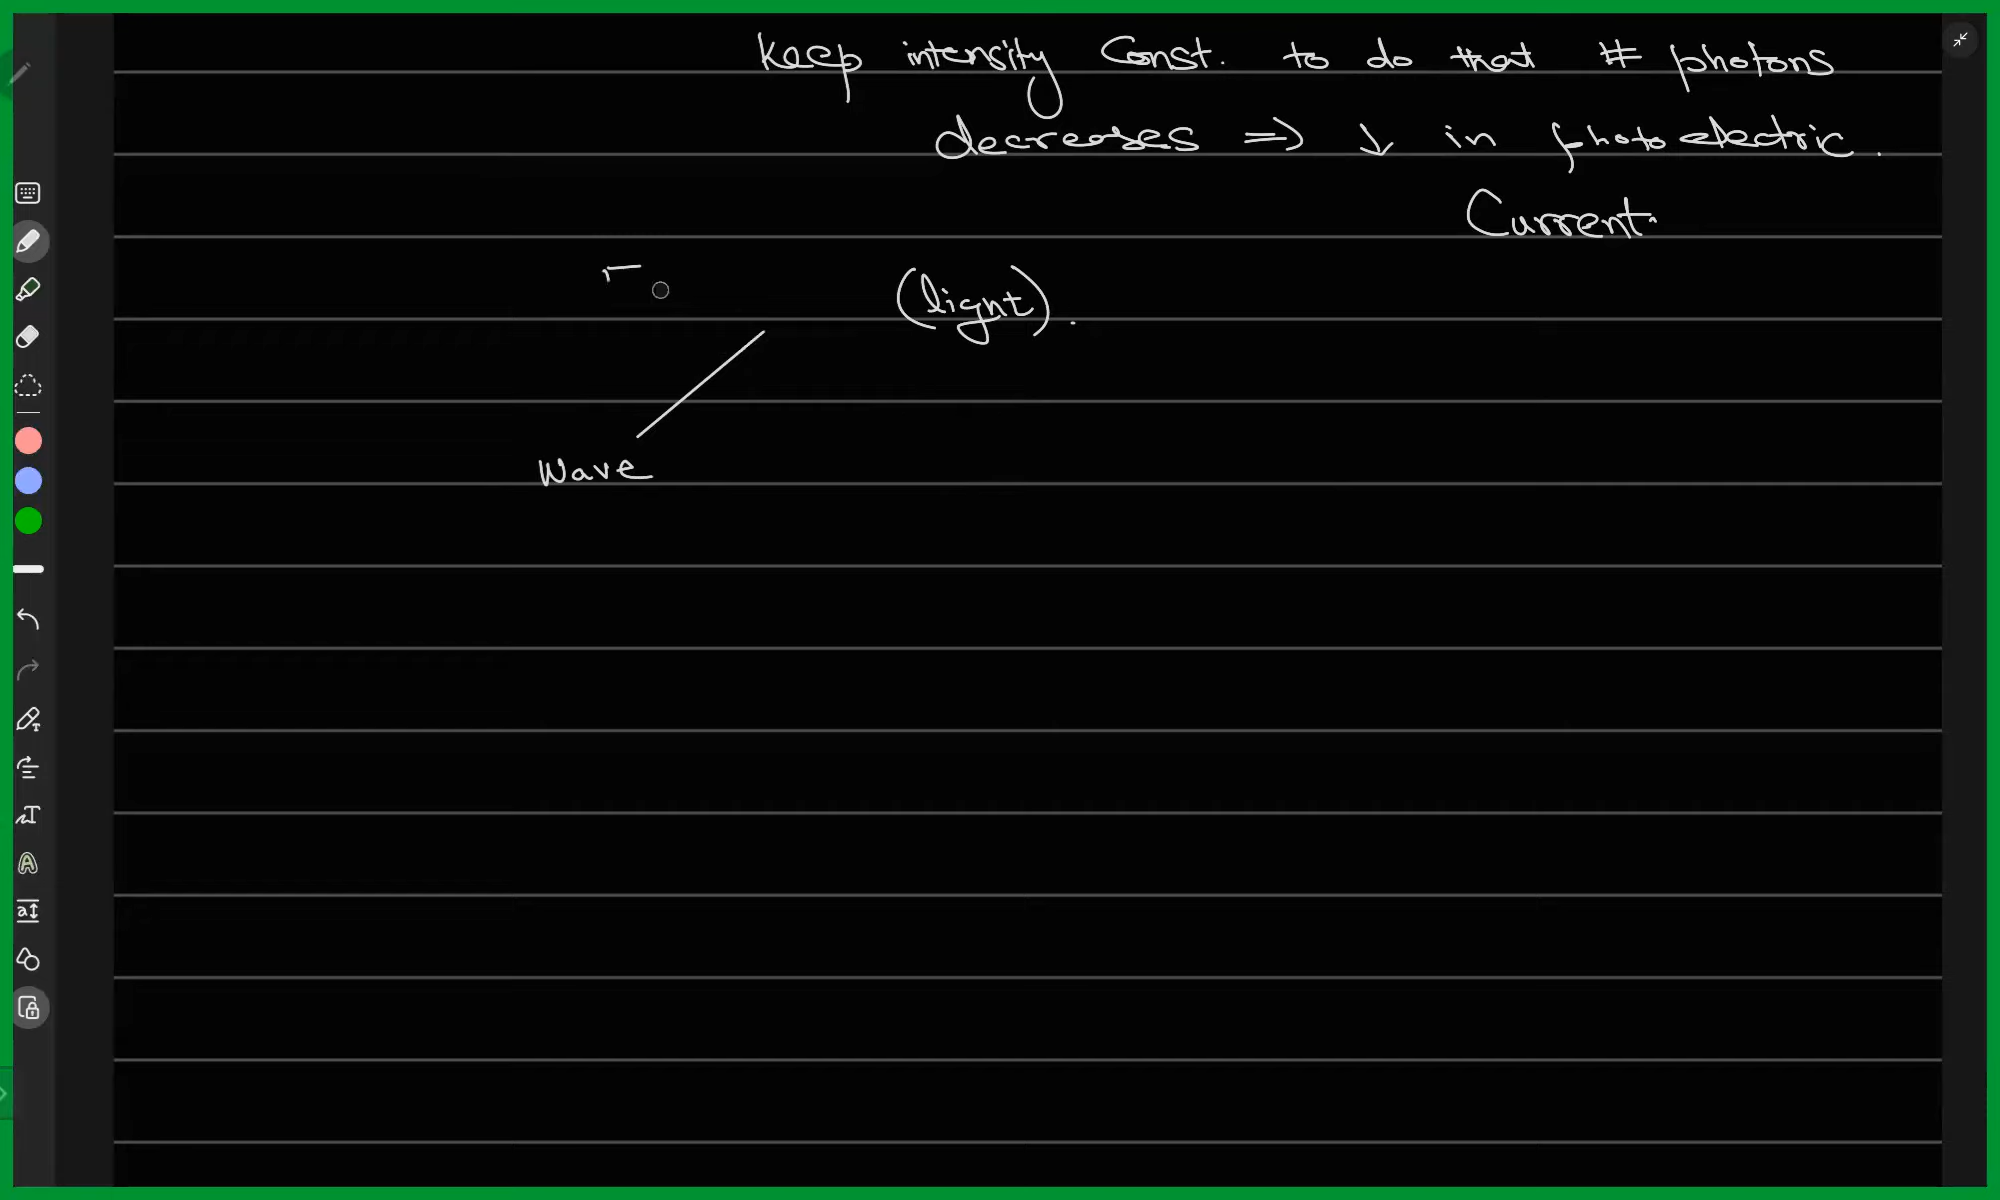 keep intensity Const. to do that # photons
decreases ⇒ ↓ in photoelectric.
Current.
(light).
Wave